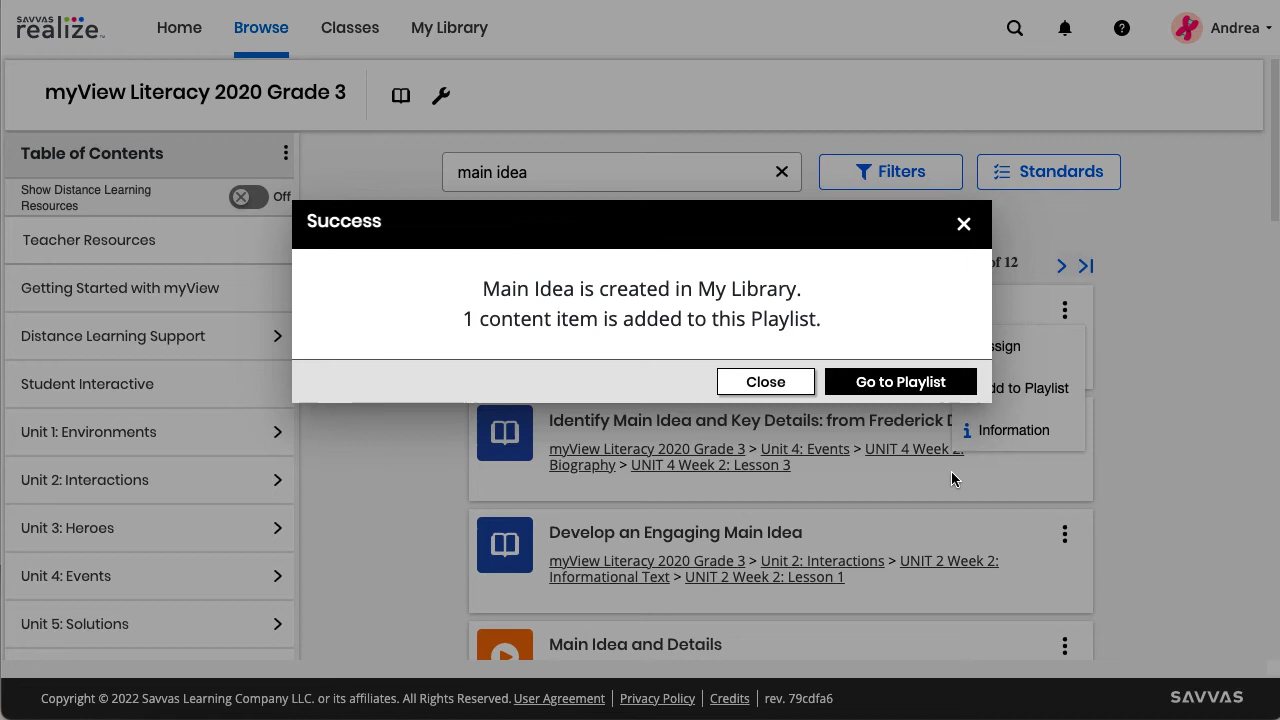 SAVVAS
realize
Home
Browse
Classes
My Library
Andrea
myView Literacy 2020 Grade 3
Table of Contents
Show Distance Learning
Resources
Off
Teacher Resources
Getting Started with myView
Distance Learning Support
Student Interactive
Unit 1: Environments
Unit 2: Interactions
Unit 3: Heroes
Unit 4: Events
Unit 5: Solutions
main idea
Filters
Standards
of 12
Success
Main Idea is created in My Library.
1 content item is added to this Playlist.
Close
Go to Playlist
to Playlist
Information
Identify Main Idea and Key Details: from Frederick
myView Literacy 2020 Grade 3 > Unit 4: Events > UNIT 4 Week 2:
Biography > UNIT 4 Week 2: Lesson 3
Develop an Engaging Main Idea
myView Literacy 2020 Grade 3 > Unit 2: Interactions > UNIT 2 Week 2:
Informational Text > UNIT 2 Week 2: Lesson 1
Main Idea and Details
Copyright © 2022 Savvas Learning Company LLC. or its affiliates. All Rights Reserved. User Agreement | Privacy Policy | Credits | rev. 79cdfa6
SAVVAS